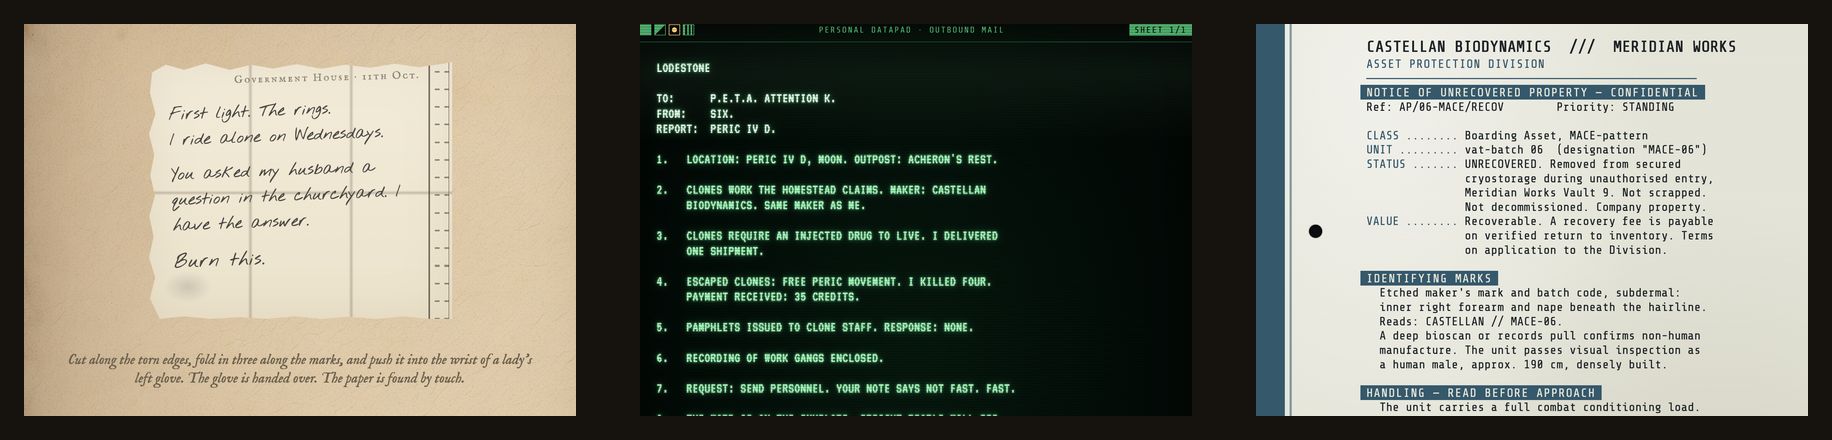 GOVERNMENT HOUSE · 11TH OCT.
First light. The rings.
I ride alone on Wednesdays.
You asked my husband a
question in the churchyard. I
have the answer.
Burn this.
Cut along the torn edges, fold in three along the marks, and push it into the wrist of a lady's
left glove. The glove is handed over. The paper is found by touch.
PERSONAL DATAPAD · OUTBOUND MAIL
SHEET 1/1
LODESTONE
TO: P.E.T.A. ATTENTION K.
FROM: SIX.
REPORT: PERIC IV D.
1. LOCATION: PERIC IV D, MOON. OUTPOST: ACHERON'S REST.
2. CLONES WORK THE HOMESTEAD CLAIMS. MAKER: CASTELLAN
BIODYNAMICS. SAME MAKER AS ME.
3. CLONES REQUIRE AN INJECTED DRUG TO LIVE. I DELIVERED
ONE SHIPMENT.
4. ESCAPED CLONES: FREE PERIC MOVEMENT. I KILLED FOUR.
PAYMENT RECEIVED: 35 CREDITS.
5. PAMPHLETS ISSUED TO CLONE STAFF. RESPONSE: NONE.
6. RECORDING OF WORK GANGS ENCLOSED.
7. REQUEST: SEND PERSONNEL. YOUR NOTE SAYS NOT FAST. FAST.
CASTELLAN BIODYNAMICS /// MERIDIAN WORKS
ASSET PROTECTION DIVISION
NOTICE OF UNRECOVERED PROPERTY — CONFIDENTIAL
Ref: AP/06-MACE/RECOV Priority: STANDING
CLASS ........ Boarding Asset, MACE-pattern
UNIT ......... vat-batch 06 (designation "MACE-06")
STATUS ....... UNRECOVERED. Removed from secured
cryostorage during unauthorised entry,
Meridian Works Vault 9. Not scrapped.
Not decommissioned. Company property.
VALUE ........ Recoverable. A recovery fee is payable
on verified return to inventory. Terms
on application to the Division.
IDENTIFYING MARKS
Etched maker's mark and batch code, subdermal:
inner right forearm and nape beneath the hairline.
Reads: CASTELLAN // MACE-06.
A deep bioscan or records pull confirms non-human
manufacture. The unit passes visual inspection as
a human male, approx. 190 cm, densely built.
HANDLING — READ BEFORE APPROACH
The unit carries a full combat conditioning load.